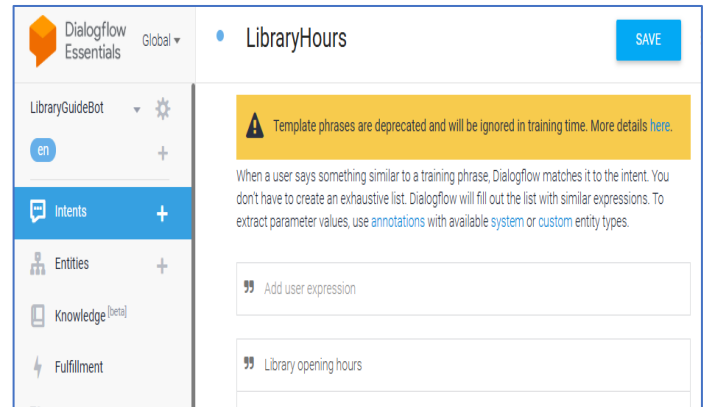 Dialogflow
Essentials
Global
LibraryHours
SAVE
LibraryGuideBot
en
+
Intents
+
Entities
+
Knowledge [beta]
Fulfillment
Template phrases are deprecated and will be ignored in training time. More details here.
When a user says something similar to a training phrase, Dialogflow matches it to the intent. You
don't have to create an exhaustive list. Dialogflow will fill out the list with similar expressions. To
extract parameter values, use annotations with available system or custom entity types.
Add user expression
Library opening hours